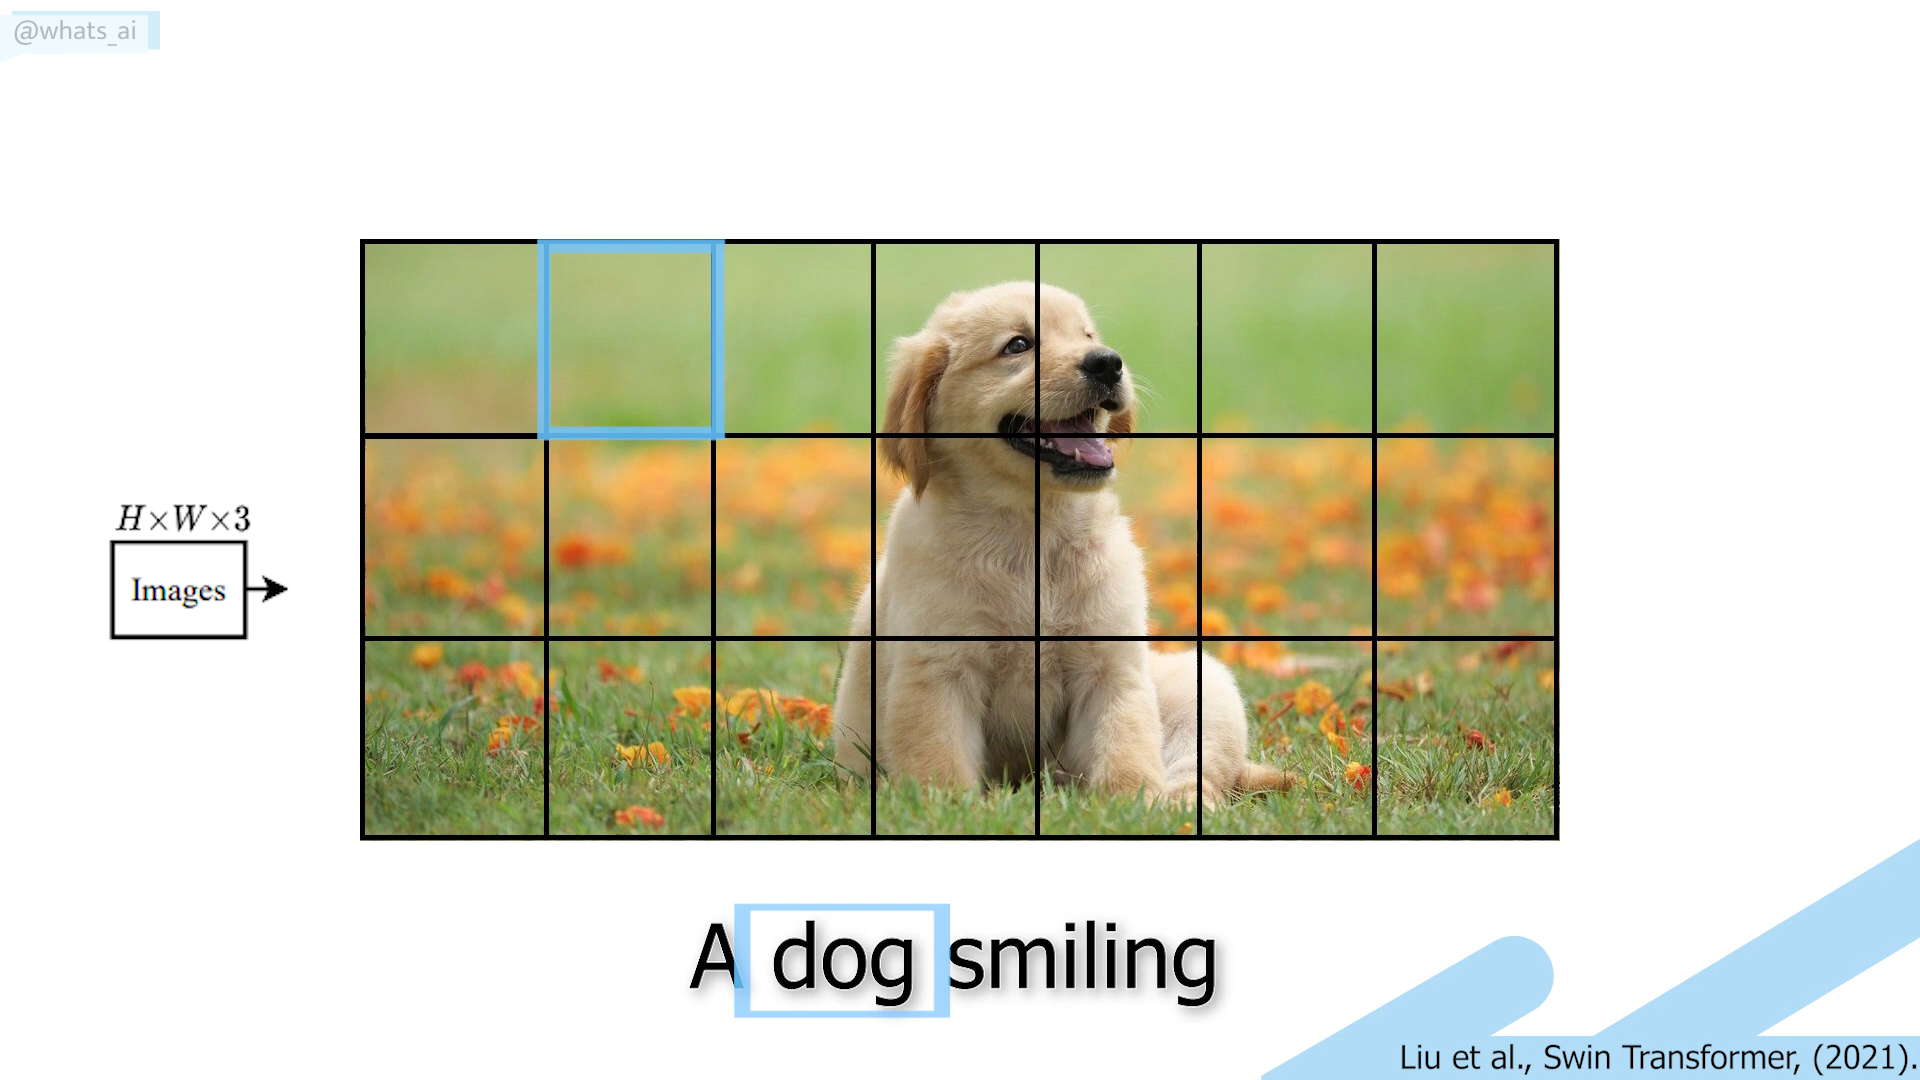 @whats_ai
H×W×3
Images
A dog smiling
Liu et al., Swin Transformer, (2021).